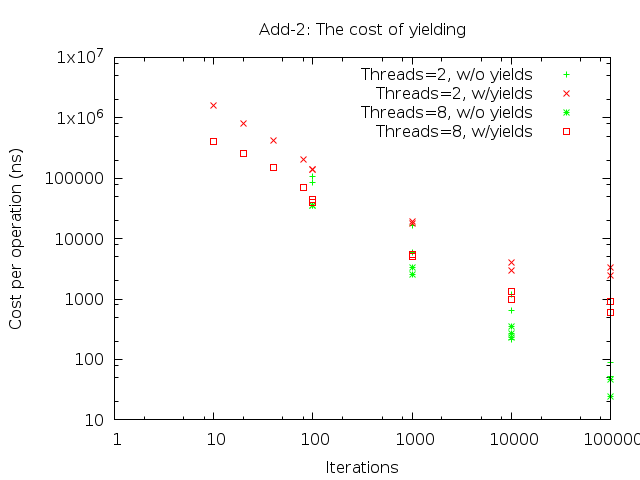 Add-2: The cost of yielding
1x10^7
1x10^6
100000
10000
1000
100
10
Cost per operation (ns)
Threads=2, w/o yields
Threads=2, w/yields
Threads=8, w/o yields
Threads=8, w/yields
1 10 100 1000 10000 100000
Iterations